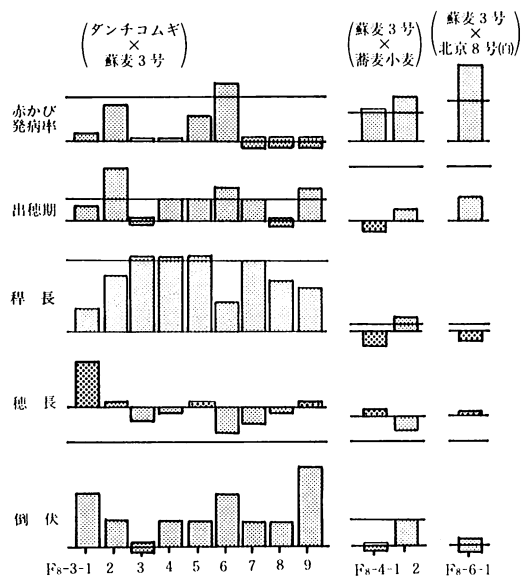 ダンチコムギ
×
蘇麦3号
蘇麦3号
×
蕎麦小麦
蘇麦3号
×
北京8号(白)
赤かび
発病率
出穂期
稈長
穂長
倒伏
F8-3-1 2 3 4 5 6 7 8 9
F8-4-1 2
F8-6-1